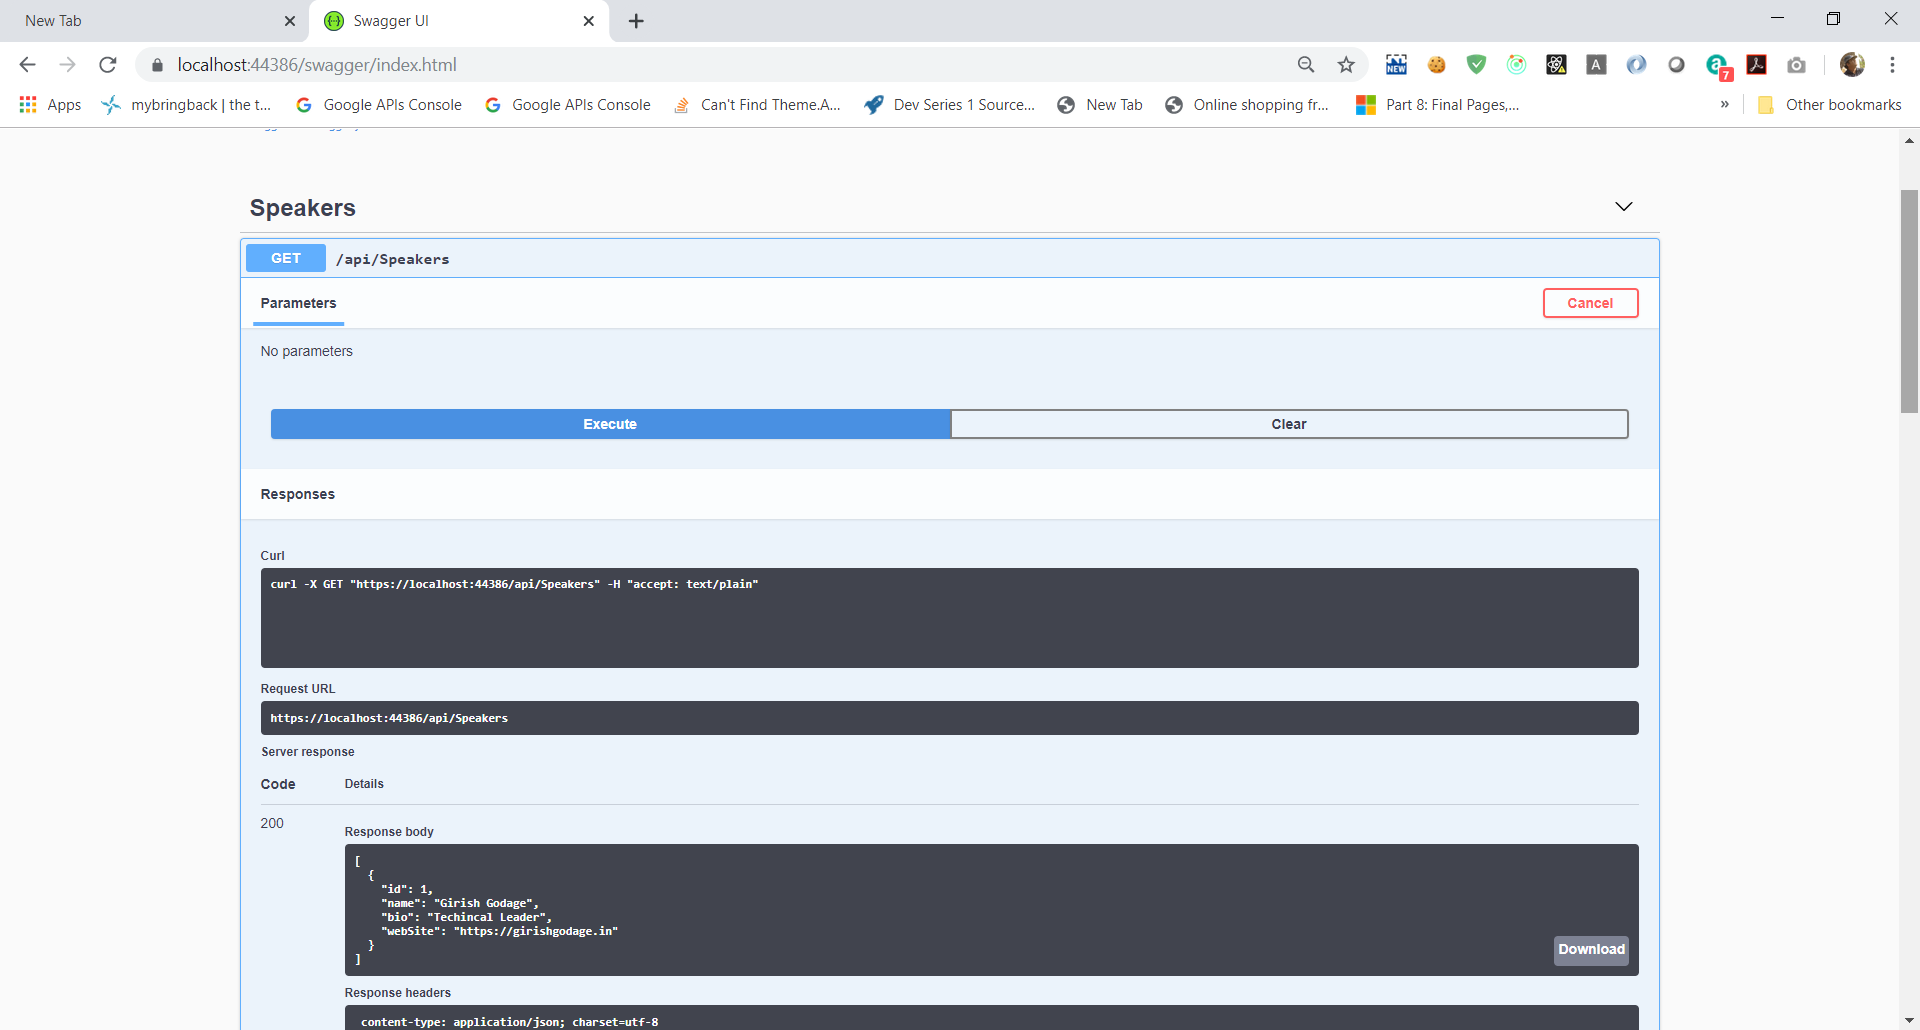 New Tab
Swagger UI
localhost:44386/swagger/index.html
NEW
A
a
7
Apps
mybringback | the t...
Google APIs Console
Google APIs Console
Can't Find Theme.A...
Dev Series 1 Source...
New Tab
Online shopping fr...
Part 8: Final Pages,...
»
Other bookmarks
Speakers
GET /api/Speakers
Parameters
Cancel
No parameters
Execute
Clear
Responses
Curl
curl -X GET "https://localhost:44386/api/Speakers" -H "accept: text/plain"
Request URL
https://localhost:44386/api/Speakers
Server response
Code Details
200
Response body
[
{
"id": 1,
"name": "Girish Godage",
"bio": "Techincal Leader",
"webSite": "https://girishgodage.in"
}
]
Download
Response headers
content-type: application/json; charset=utf-8